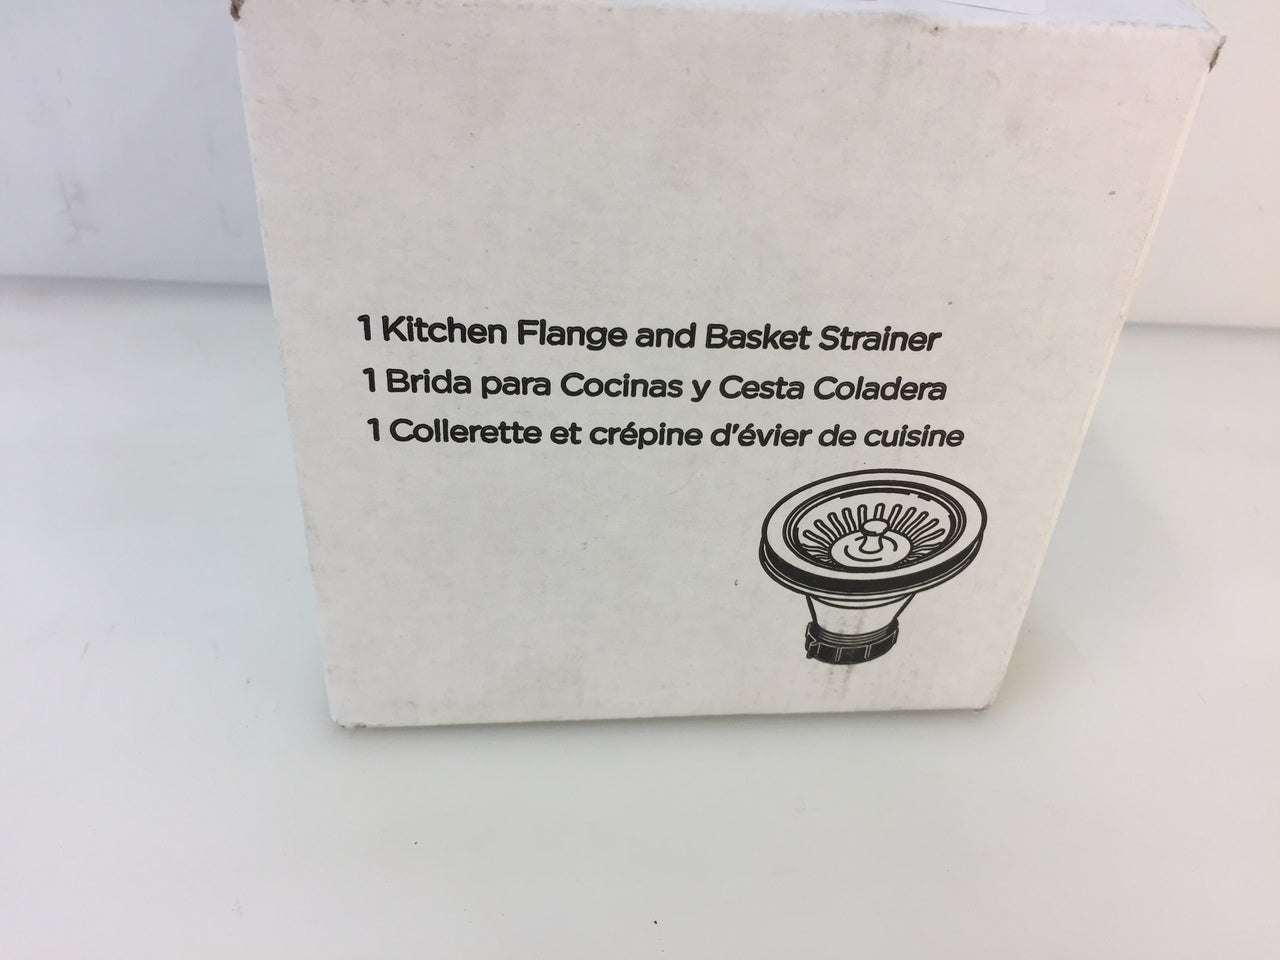 1 Kitchen Flange and Basket Strainer
1 Brida para Cocinas y Cesta Coladera
1 Collerette et crépine d'évier de cuisine